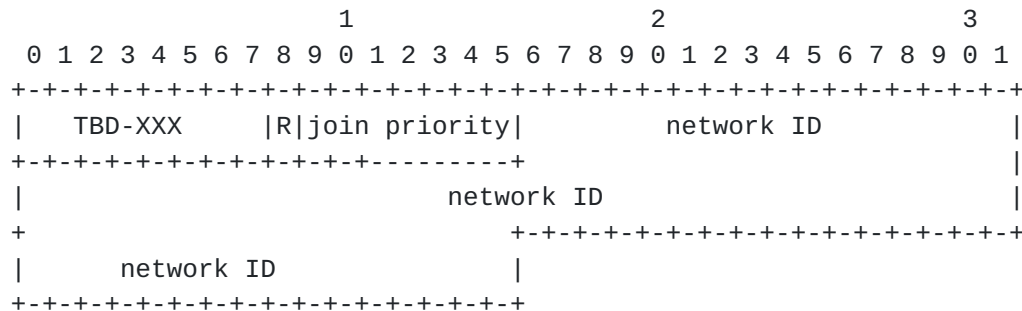 1                   2                   3
 0 1 2 3 4 5 6 7 8 9 0 1 2 3 4 5 6 7 8 9 0 1 2 3 4 5 6 7 8 9 0 1
+-+-+-+-+-+-+-+-+-+-+-+-+-+-+-+-+-+-+-+-+-+-+-+-+-+-+-+-+-+-+-+-+
|   TBD-XXX     |R|join priority|         network ID            |
+-+-+-+-+-+-+-+-+-+-+-+---------+                               |
|                           network ID                          |
+                               +-+-+-+-+-+-+-+-+-+-+-+-+-+-+-+-+
|      network ID               |
+-+-+-+-+-+-+-+-+-+-+-+-+-+-+-+-+